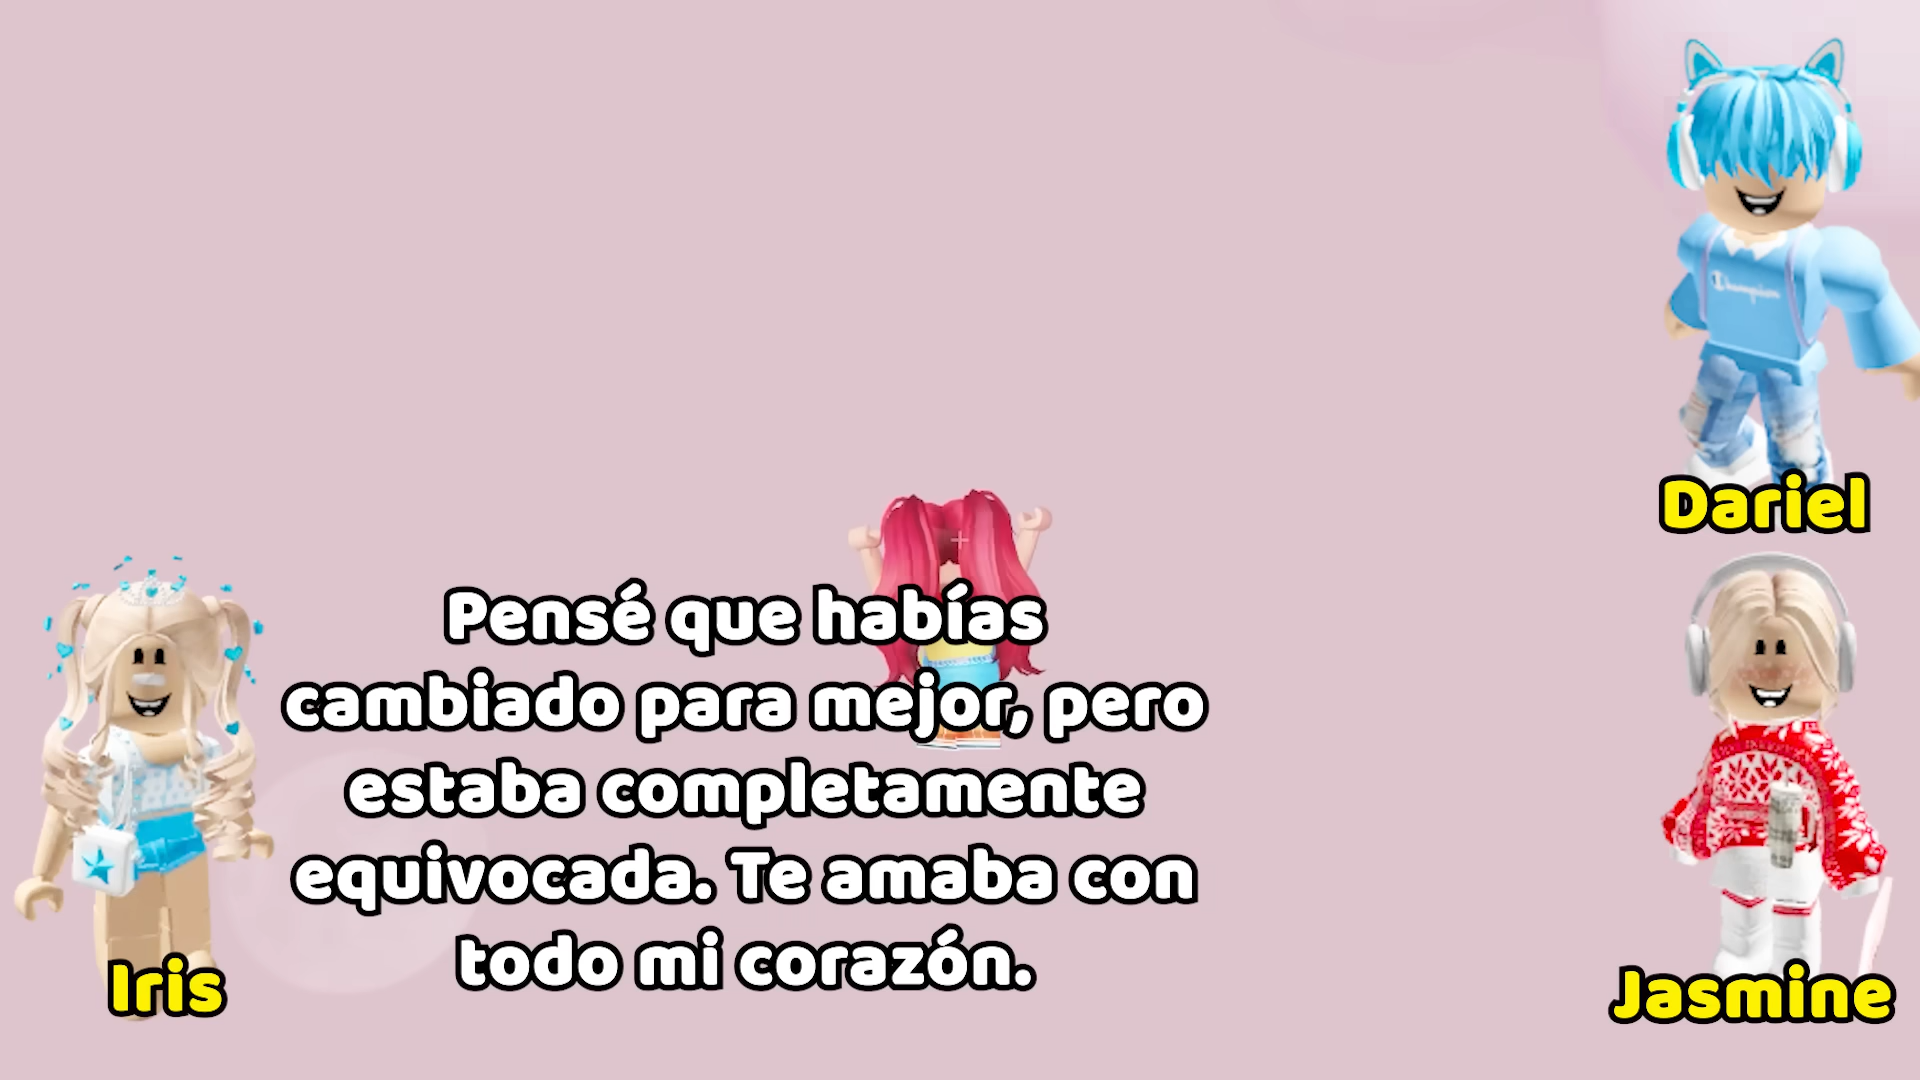 Champion
Dariel
Pensé que habías
cambiado para mejor, pero
estaba completamente
equivocada. Te amaba con
todo mi corazón.
Iris
Jasmine